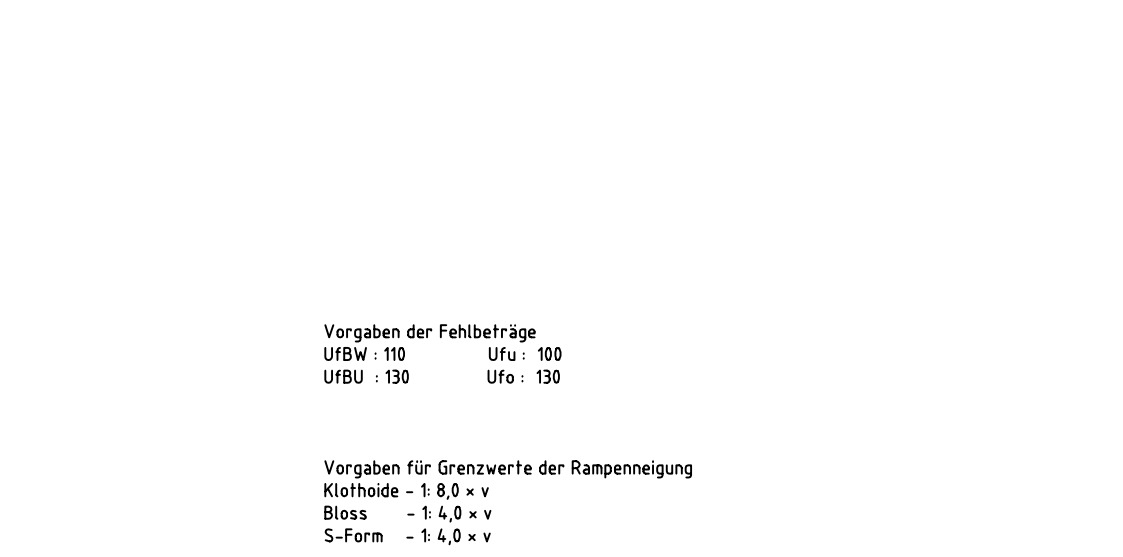 Vorgaben der Fehlbeträge
UfBW : 110 Ufu : 100
UfBU : 130 Ufo : 130
Vorgaben für Grenzwerte der Rampenneigung
Klothoide - 1: 8,0 × v
Bloss - 1: 4,0 × v
S-Form - 1: 4,0 × v